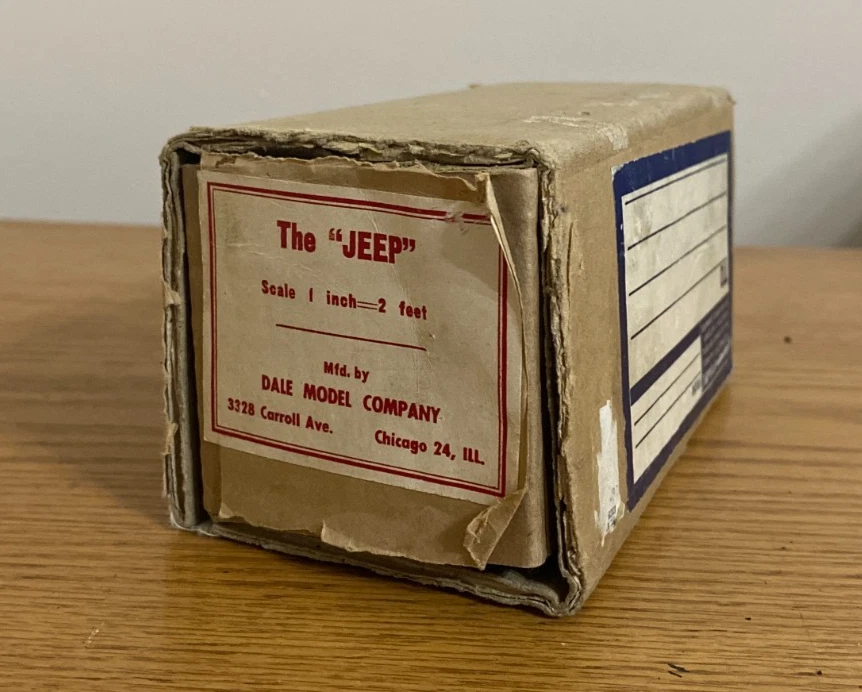 The “JEEP”
Scale 1 inch=2 feet
Mfd. by
DALE MODEL COMPANY
3328 Carroll Ave.
Chicago 24, ILL.